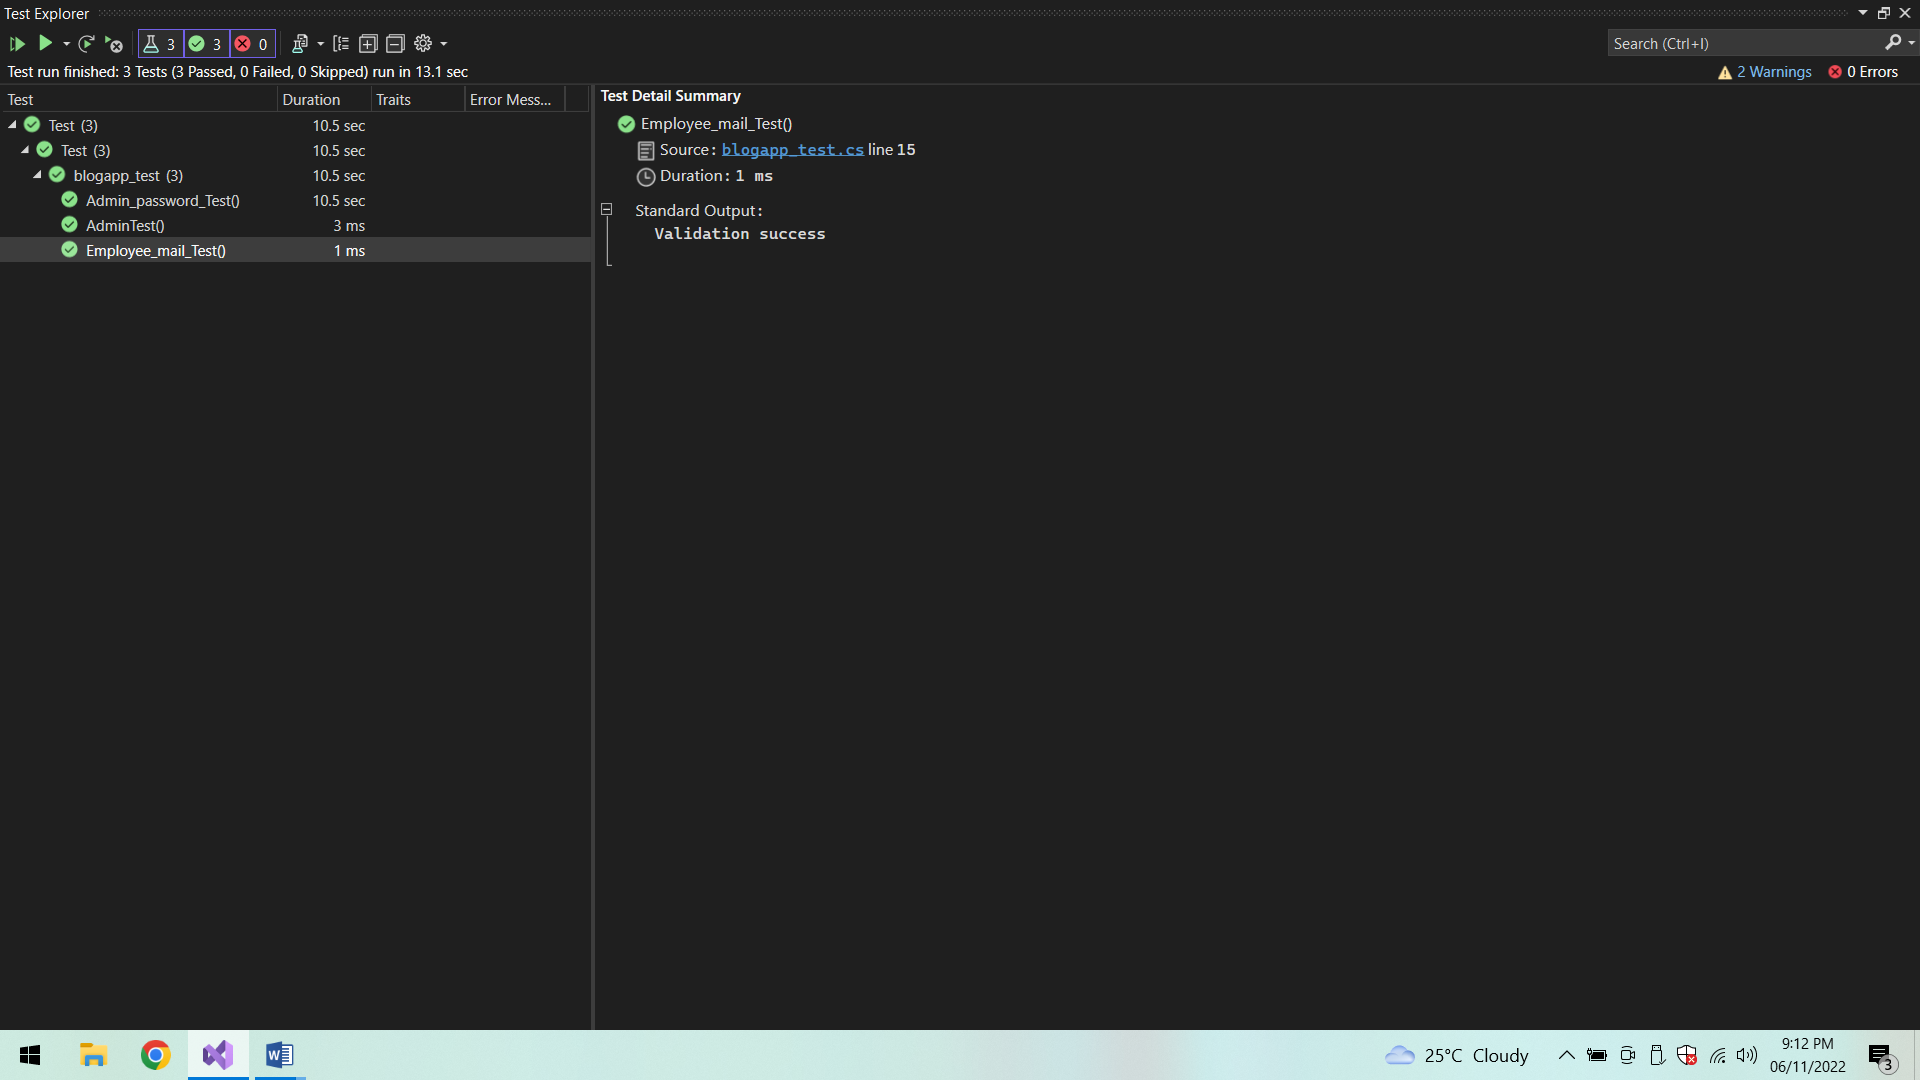 Test Explorer
3 3 0
Search (Ctrl+I)
Test run finished: 3 Tests (3 Passed, 0 Failed, 0 Skipped) run in 13.1 sec
2 Warnings 0 Errors
Test Duration Traits Error Mess...
Test (3) 10.5 sec
Test (3) 10.5 sec
blogapp_test (3) 10.5 sec
Admin_password_Test() 10.5 sec
AdminTest() 3 ms
Employee_mail_Test() 1 ms
Test Detail Summary
Employee_mail_Test()
Source: blogapp_test.cs line 15
Duration: 1 ms
Standard Output:
Validation success
W
25°C Cloudy
9:12 PM
06/11/2022
3